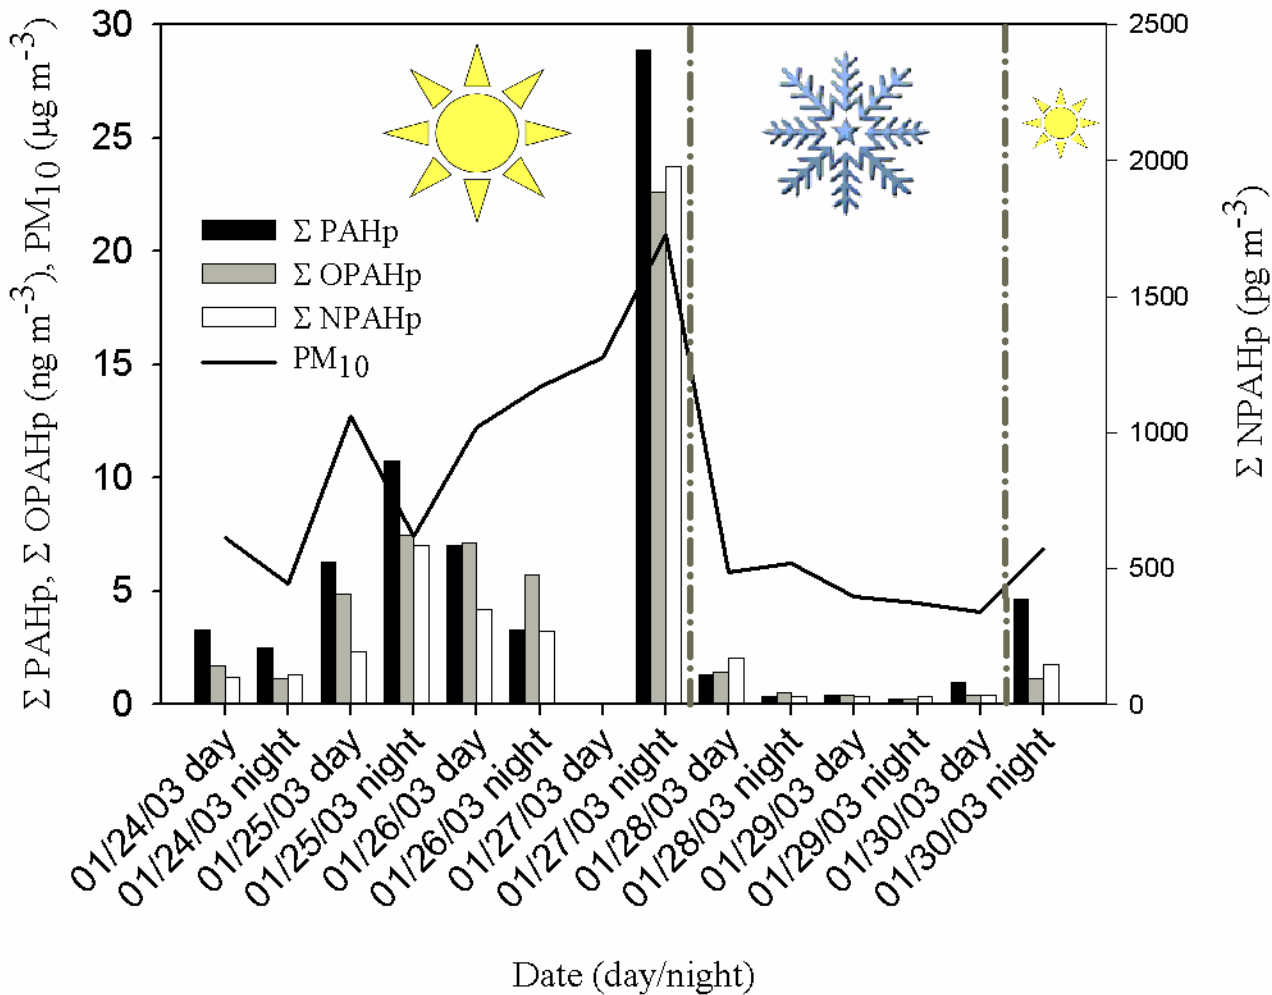 Σ PAHp, Σ OPAHp (ng m-3), PM10 (µg m-3)
30
25
20
15
10
5
0
Σ PAHp
Σ OPAHp
Σ NPAHp
PM10
2500
2000
1500
1000
500
0
Σ NPAHp (pg m-3)
01/24/03 day
01/24/03 night
01/25/03 day
01/25/03 night
01/26/03 day
01/26/03 night
01/27/03 day
01/27/03 night
01/28/03 day
01/28/03 night
01/29/03 day
01/29/03 night
01/30/03 day
01/30/03 night
Date (day/night)